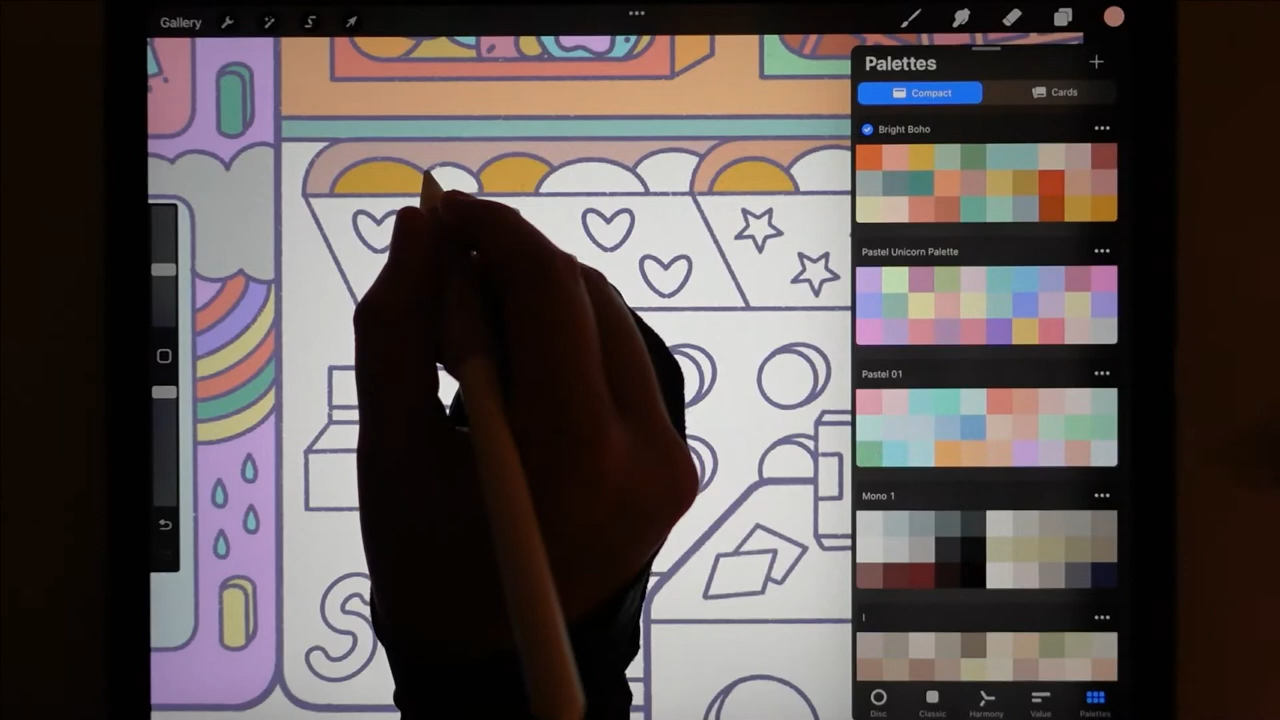 Gallery
Palettes
Compact
Cards
Bright Boho
Pastel Unicorn Palette
Pastel 01
Mono 1
I
S
Disc
Classic
Harmony
Value
Palettes